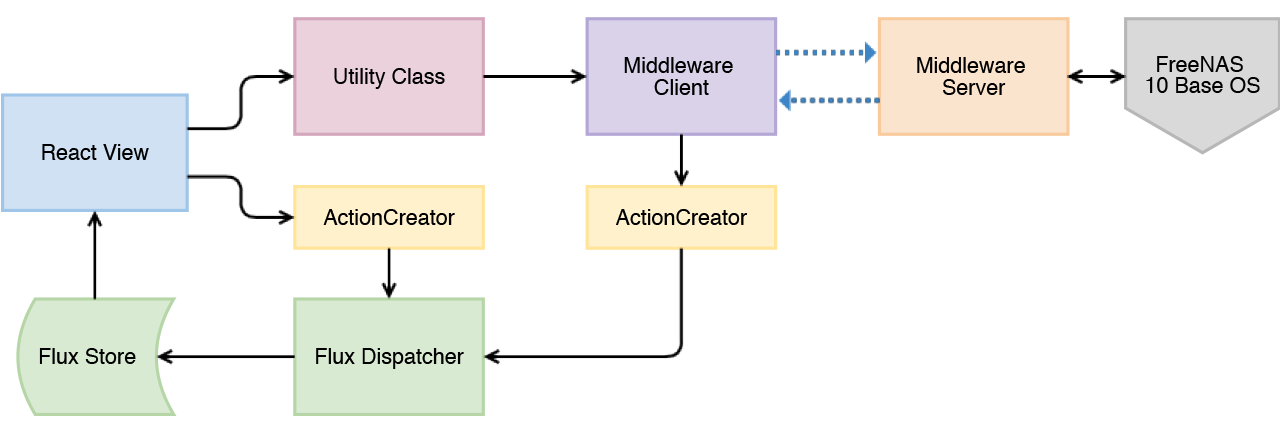 Utility Class
Middleware
Client
Middleware
Server
FreeNAS
10 Base OS
React View
ActionCreator
ActionCreator
Flux Store
Flux Dispatcher